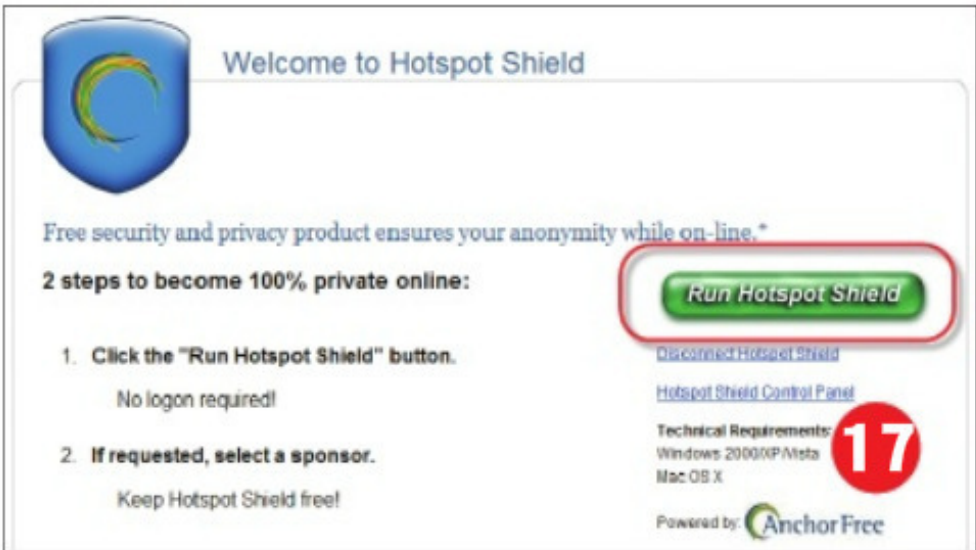 Welcome to Hotspot Shield
Free security and privacy product ensures your anonymity while on-line.*
2 steps to become 100% private online:
Run Hotspot Shield
1. Click the "Run Hotspot Shield" button.
No logon required!
2. If requested, select a sponsor.
Keep Hotspot Shield free!
Disconnect Hotspot Shield
Hotspot Shield Control Panel
Technical Requirements:
Windows 2000/XP/Vista
Mac OS X
17
Powered by: AnchorFree